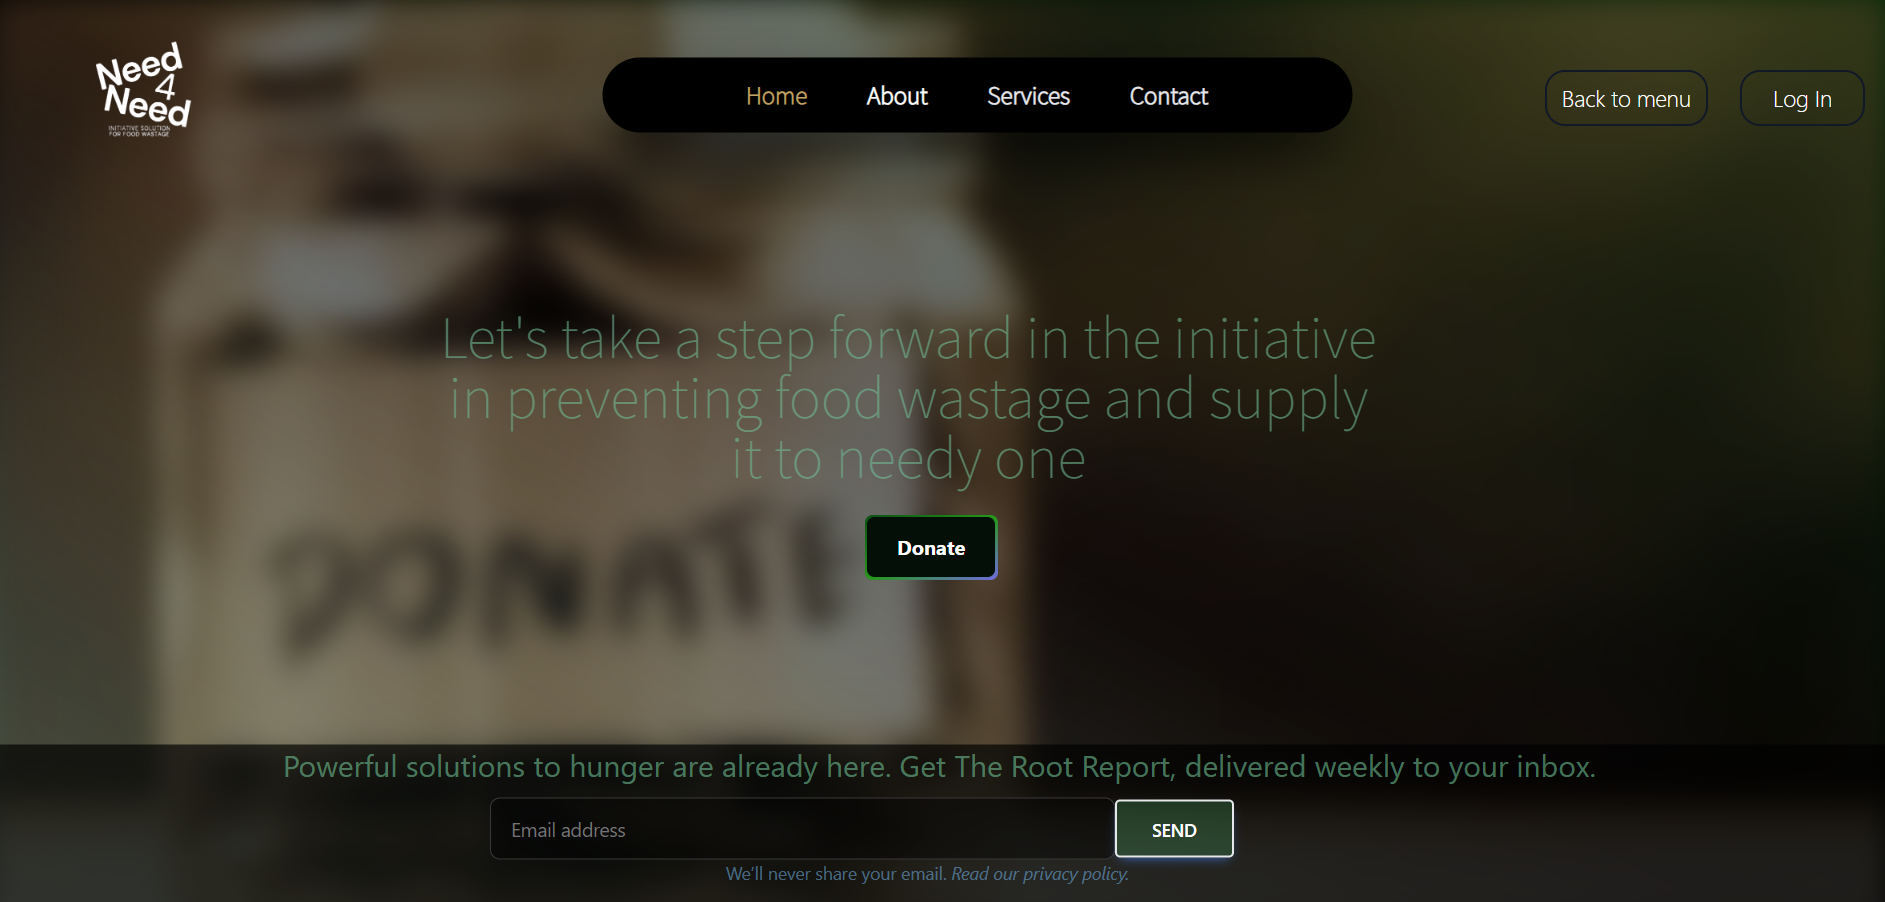 Need
4
Need
INITIATIVE SOLUTION
FOR FOOD WASTAGE
Home About Services Contact
Back to menu Log In
Let's take a step forward in the initiative
in preventing food wastage and supply
it to needy one
DONATE
Donate
Powerful solutions to hunger are already here. Get The Root Report, delivered weekly to your inbox.
Email address SEND
We'll never share your email. Read our privacy policy.